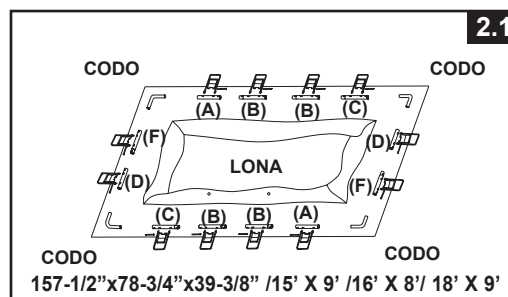 2.1
CODO CODO
(A) (B) (B) (C)
(F) (D)
LONA
(D) (F)
(C) (B) (B) (A)
CODO CODO
157-1/2”x78-3/4”x39-3/8” /15’ X 9’ /16’ X 8’/ 18’ X 9’